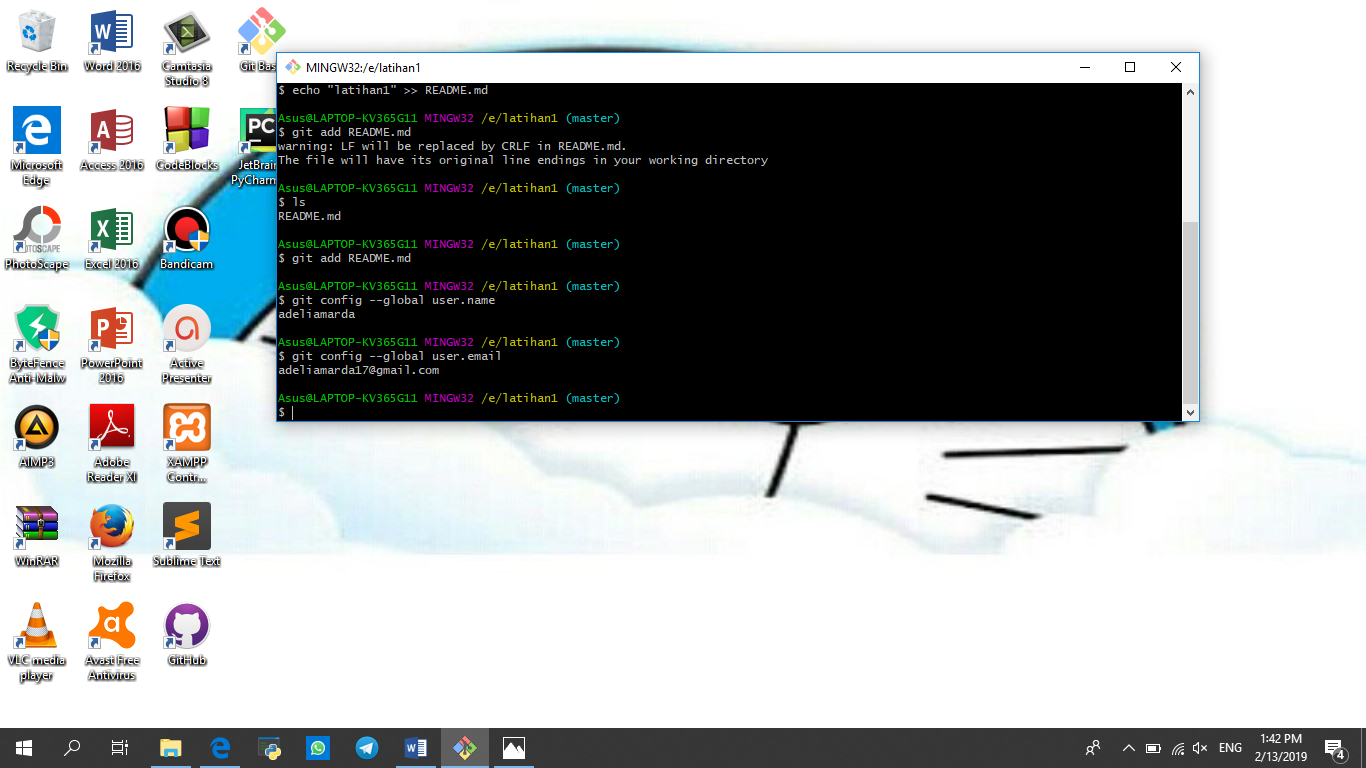 Recycle Bin
Word 2016
Camtasia
Studio 8
Git Bas
Microsoft
Edge
Access 2016
CodeBlocks
PC
JetBrain
PyCharm
PhotoScape
Excel 2016
Bandicam
ByteFence
Anti-Malw
PowerPoint
2016
Active
Presenter
AIMP3
Adobe
Reader XI
XAMPP
Contr...
WinRAR
Mozilla
Firefox
Sublime Text
VLC media
player
Avast Free
Antivirus
GitHub
MINGW32:/e/latihan1
$ echo "latihan1" >> README.md
Asus@LAPTOP-KV365G11 MINGW32 /e/latihan1 (master)
$ git add README.md
warning: LF will be replaced by CRLF in README.md.
The file will have its original line endings in your working directory
Asus@LAPTOP-KV365G11 MINGW32 /e/latihan1 (master)
$ ls
README.md
Asus@LAPTOP-KV365G11 MINGW32 /e/latihan1 (master)
$ git add README.md
Asus@LAPTOP-KV365G11 MINGW32 /e/latihan1 (master)
$ git config --global user.name
adeliamarda
Asus@LAPTOP-KV365G11 MINGW32 /e/latihan1 (master)
$ git config --global user.email
adeliamarda17@gmail.com
Asus@LAPTOP-KV365G11 MINGW32 /e/latihan1 (master)
$
ENG
1:42 PM
2/13/2019
4